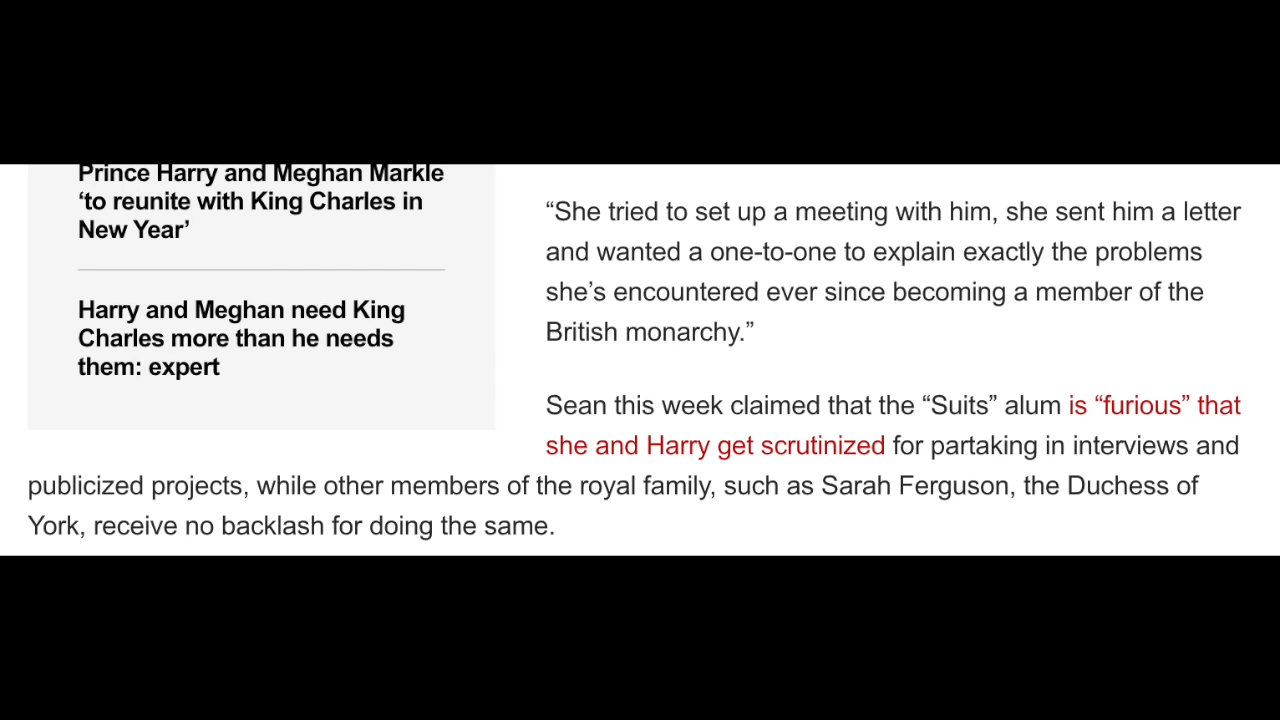 Prince Harry and Meghan Markle
‘to reunite with King Charles in
New Year’
Harry and Meghan need King
Charles more than he needs
them: expert
“She tried to set up a meeting with him, she sent him a letter
and wanted a one-to-one to explain exactly the problems
she’s encountered ever since becoming a member of the
British monarchy.”
Sean this week claimed that the “Suits” alum is “furious” that
she and Harry get scrutinized for partaking in interviews and
publicized projects, while other members of the royal family, such as Sarah Ferguson, the Duchess of
York, receive no backlash for doing the same.